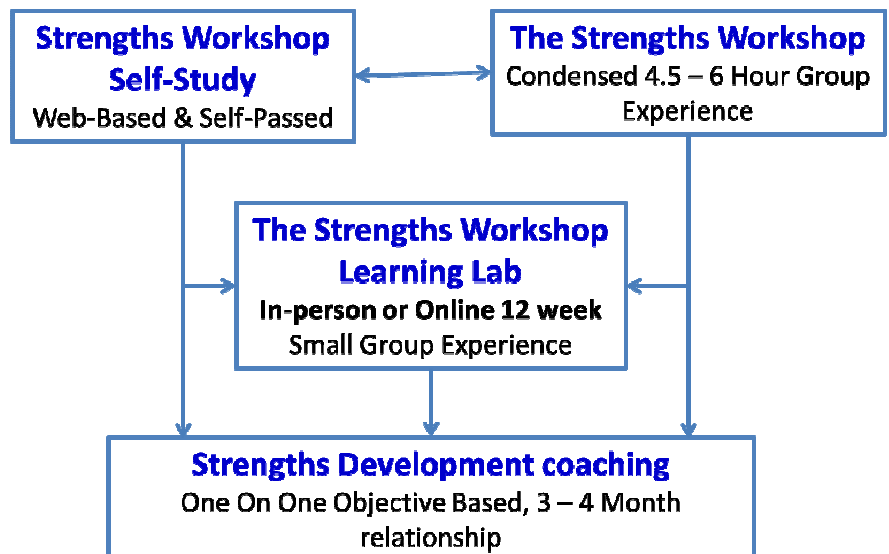 Strengths Workshop
Self-Study
Web-Based & Self-Passed
The Strengths Workshop
Condensed 4.5 – 6 Hour Group
Experience
The Strengths Workshop
Learning Lab
In-person or Online 12 week
Small Group Experience
Strengths Development coaching
One On One Objective Based, 3 – 4 Month
relationship